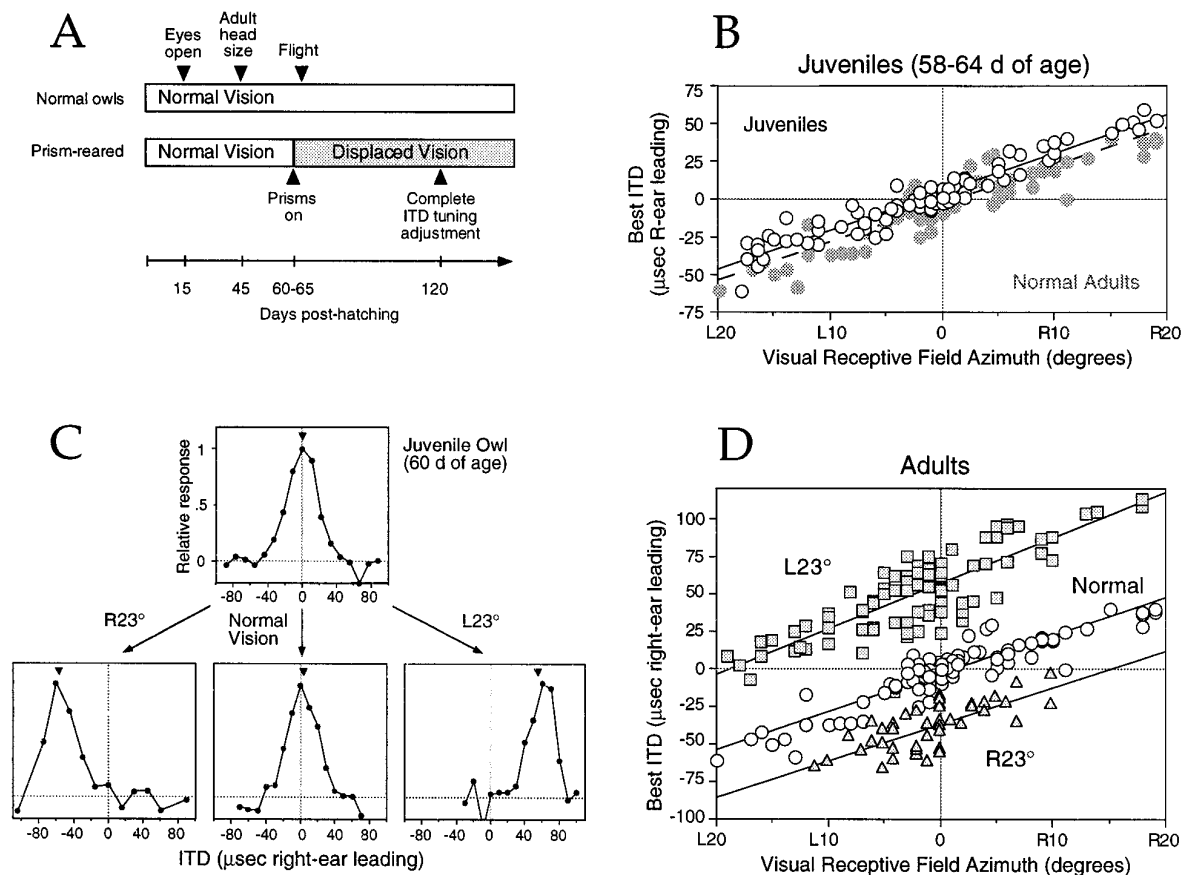 A
Eyes open
Adult head size
Flight
Normal owls
Normal Vision
Prism-reared
Normal Vision
Displaced Vision
Prisms on
Complete ITD tuning adjustment
15
45
60-65
120
Days post-hatching
B
Juveniles (58-64 d of age)
Best ITD
(µsec R-ear leading)
75
50
25
0
-25
-50
-75
Juveniles
Normal Adults
L20
L10
0
R10
R20
Visual Receptive Field Azimuth (degrees)
C
Relative response
1
.5
0
Juvenile Owl
(60 d of age)
-80
-40
0
40
80
R23°
Normal Vision
L23°
-80
-40
0
40
80
-80
-40
0
40
80
-80
-40
0
40
80
ITD (µsec right-ear leading)
D
Adults
Best ITD (µsec right-ear leading)
100
75
50
25
0
-25
-50
-75
-100
L23°
Normal
R23°
L20
L10
0
R10
R20
Visual Receptive Field Azimuth (degrees)